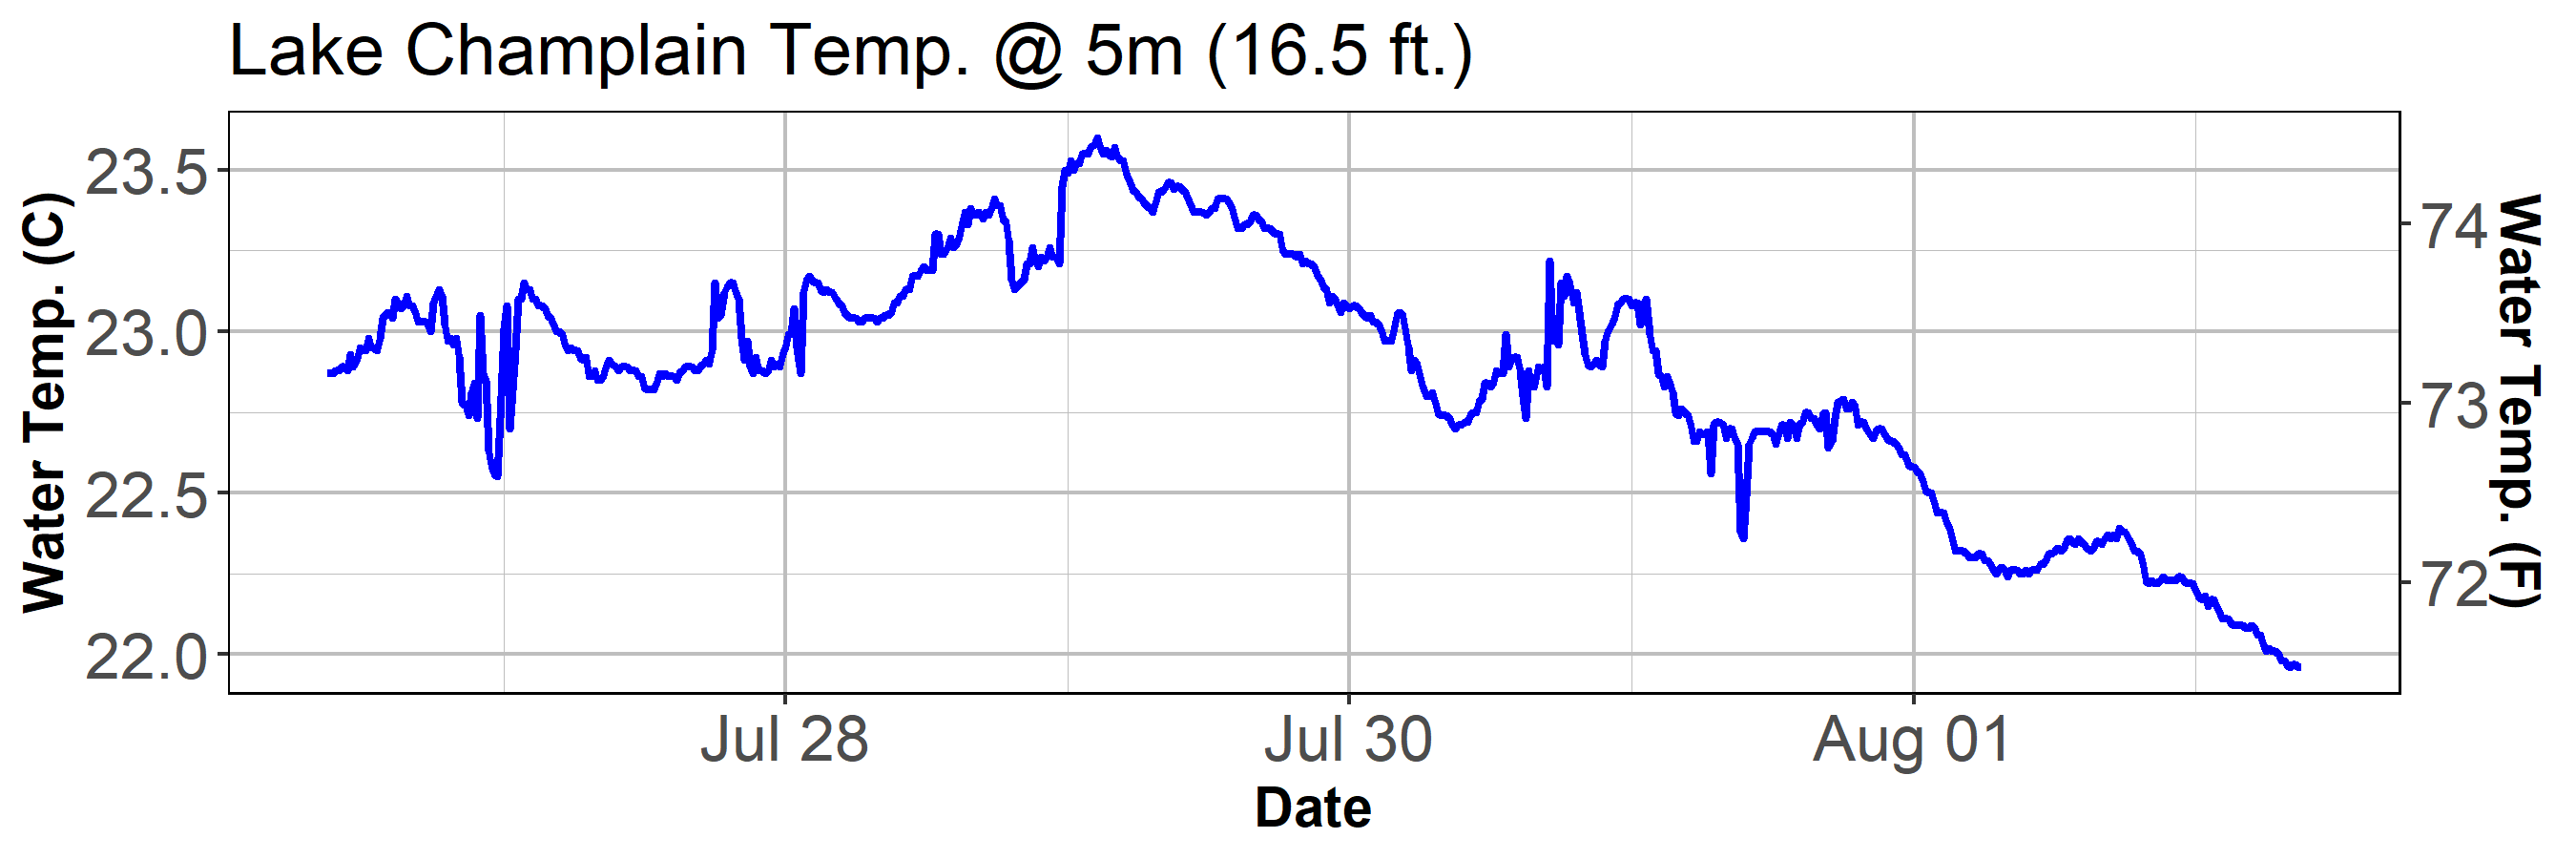 Lake Champlain Temp. @ 5m (16.5 ft.)
Water Temp. (C)
23.5
23.0
22.5
22.0
74
73
72
Water Temp. (F)
Jul 28
Jul 30
Aug 01
Date